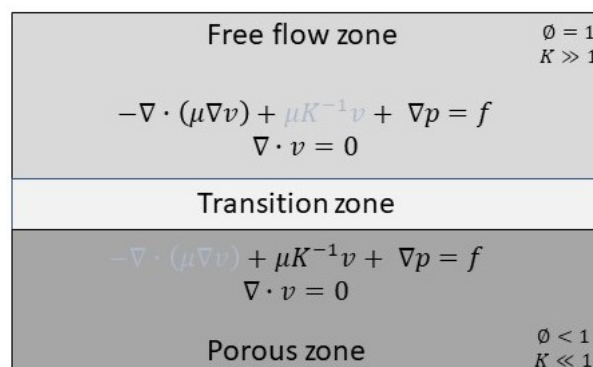 Free flow zone
∅ = 1
K ≫ 1
−∇ · (μ∇v) + μK⁻¹v + ∇p = f
∇ · v = 0
Transition zone
−∇ · (μ∇v) + μK⁻¹v + ∇p = f
∇ · v = 0
Porous zone
∅ < 1
K ≪ 1